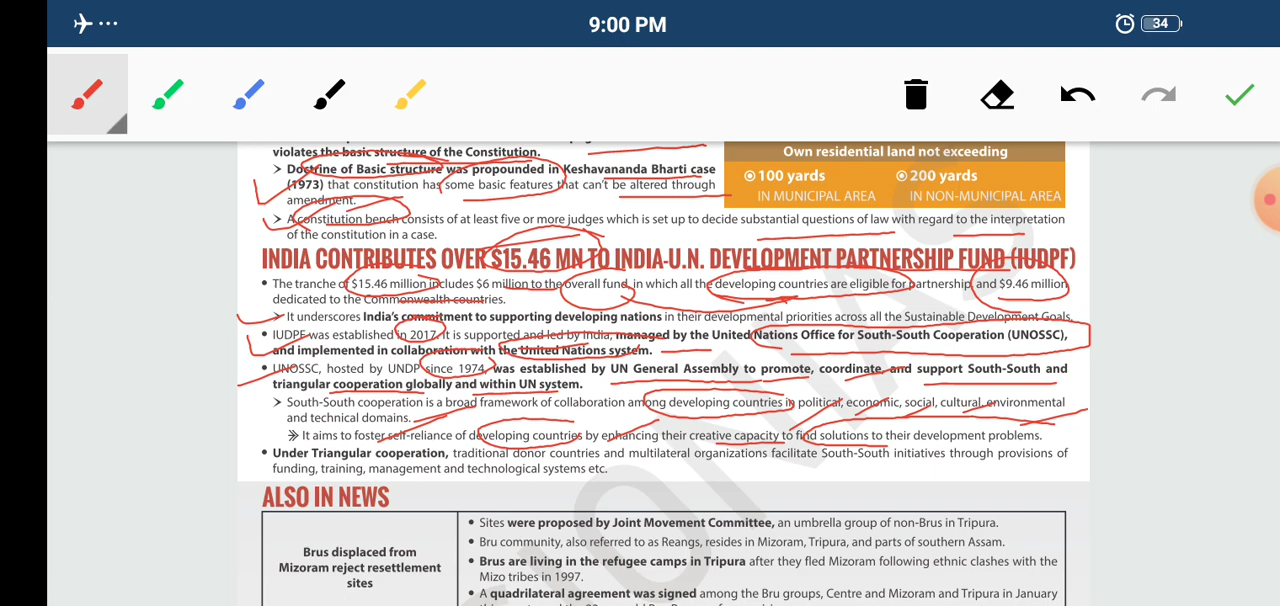 9:00 PM
34
violates the basic structure of the Constitution.
Doctrine of Basic structure was propounded in Keshavananda Bharti case
(1973) that constitution has some basic features that can't be altered through
amendment.
A constitution bench consists of at least five or more judges which is set up to decide substantial questions of law with regard to the interpretation
of the constitution in a case.
Own residential land not exceeding
100 yards
200 yards
IN MUNICIPAL AREA
IN NON-MUNICIPAL AREA
INDIA CONTRIBUTES OVER $15.46 MN TO INDIA-U.N. DEVELOPMENT PARTNERSHIP FUND (IUDPF)
• The tranche of $15.46 million includes $6 million to the overall fund, in which all the developing countries are eligible for partnership, and $9.46 million
dedicated to the Commonwealth countries.
It underscores India's commitment to supporting developing nations in their developmental priorities across all the Sustainable Development Goals.
• IUDPF was established in 2017. It is supported and led by India, managed by the United Nations Office for South-South Cooperation (UNOSSC),
and implemented in collaboration with the United Nations system.
• UNOSSC, hosted by UNDP since 1974, was established by UN General Assembly to promote, coordinate, and support South-South and
triangular cooperation globally and within UN system.
South-South cooperation is a broad framework of collaboration among developing countries in political, economic, social, cultural, environmental
and technical domains.
It aims to foster self-reliance of developing countries by enhancing their creative capacity to find solutions to their development problems.
• Under Triangular cooperation, traditional donor countries and multilateral organizations facilitate South-South initiatives through provisions of
funding, training, management and technological systems etc.
ALSO IN NEWS
Brus displaced from
Mizoram reject resettlement
sites
• Sites were proposed by Joint Movement Committee, an umbrella group of non-Brus in Tripura.
• Bru community, also referred to as Reangs, resides in Mizoram, Tripura, and parts of southern Assam.
• Brus are living in the refugee camps in Tripura after they fled Mizoram following ethnic clashes with the
Mizo tribes in 1997.
• A quadrilateral agreement was signed among the Bru groups, Centre and Mizoram and Tripura in January